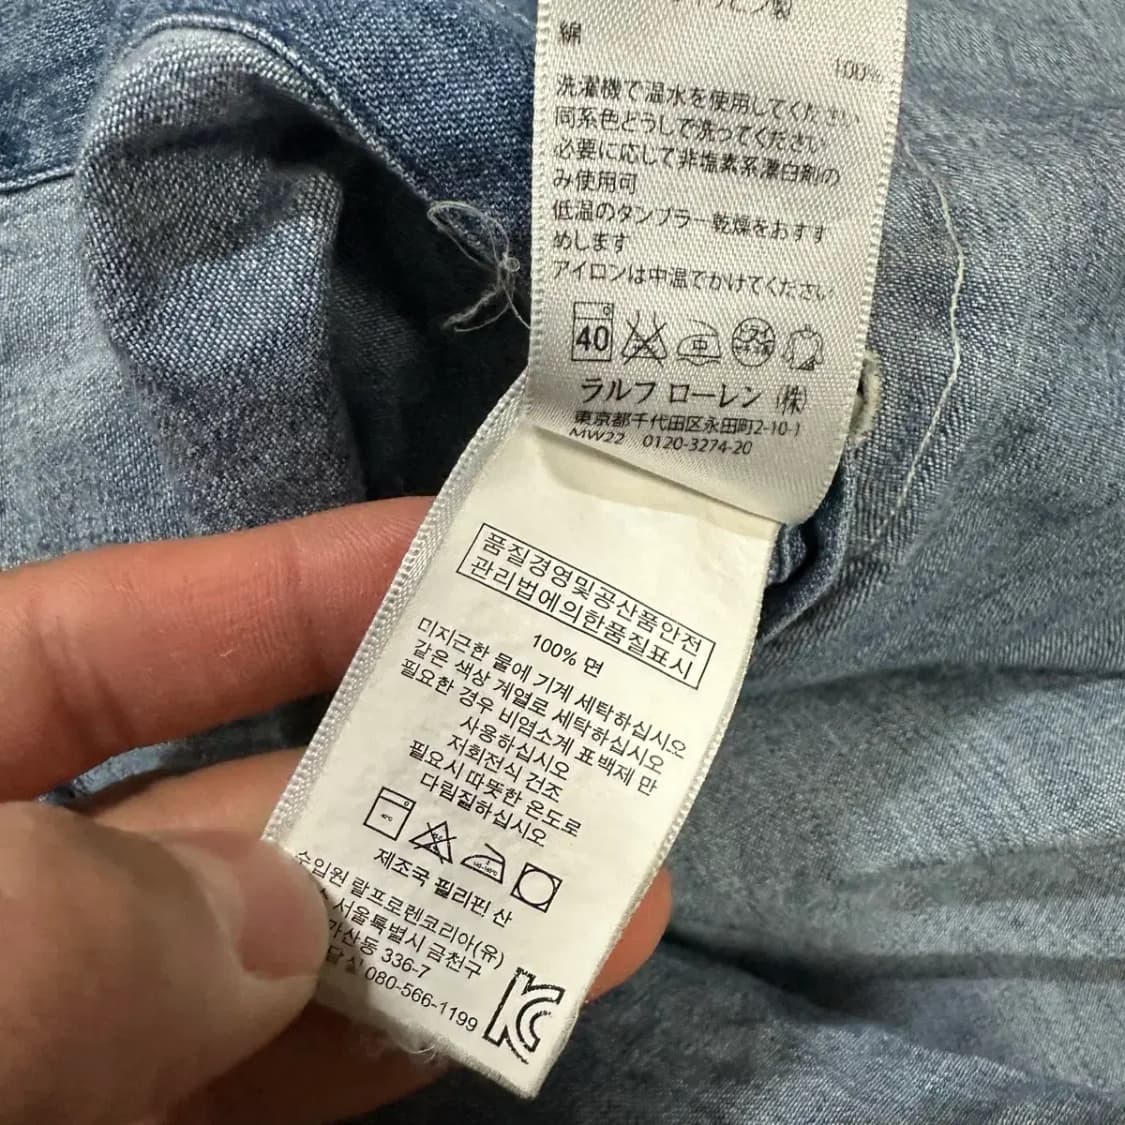 綿
100%
洗濯機で温水を使用してください
同系色どうしで洗ってください
必要に応じて非塩素系漂白剤の
み使用可
低温のタンブラー乾燥をおすす
めします
アイロンは中温でかけてください
40
中
ドライ
ラルフ ローレン (株)
東京都千代田区永田町2-10-1
MW22 0120-3274-20
품질경영및공산품안전
관리법에의한품질표시
100% 면
미지근한 물에 기계 세탁하십시오
같은 색상 계열로 세탁하십시오
필요한 경우 비염소계 표백제 만
사용하십시오
저회전식 건조
필요시 따뜻한 온도로
다림질하십시오
제조국 필리핀 산
수입원 랄프로렌코리아(유)
서울특별시 금천구
가산동 336-7
080-566-1199